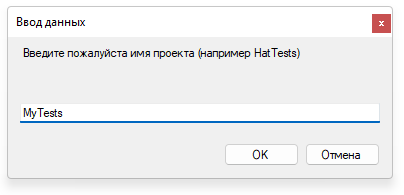 Ввод данных
Введите пожалуйста имя проекта (например HatTests)
MyTests
OK
Отмена